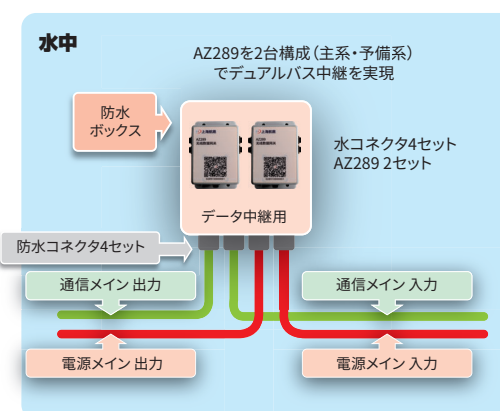 水中
AZ289を2台構成（主系・予備系）
でデュアルバス中継を実現
防水
ボックス
水コネクタ4セット
AZ289 2セット
AZ289
AZ289
データ中継用
防水コネクタ4セット
通信メイン 出力
通信メイン 入力
電源メイン 出力
電源メイン 入力